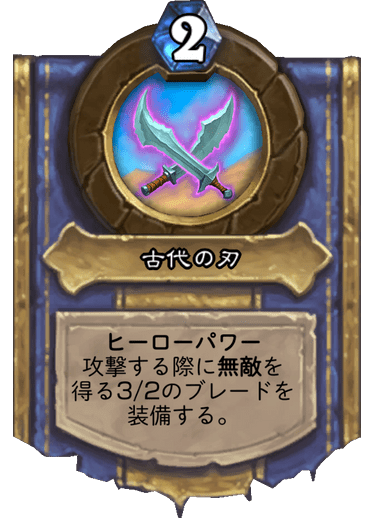 2
古代の刃
ヒーローパワー
攻撃する際に無敵を
得る3/2のブレードを
装備する。